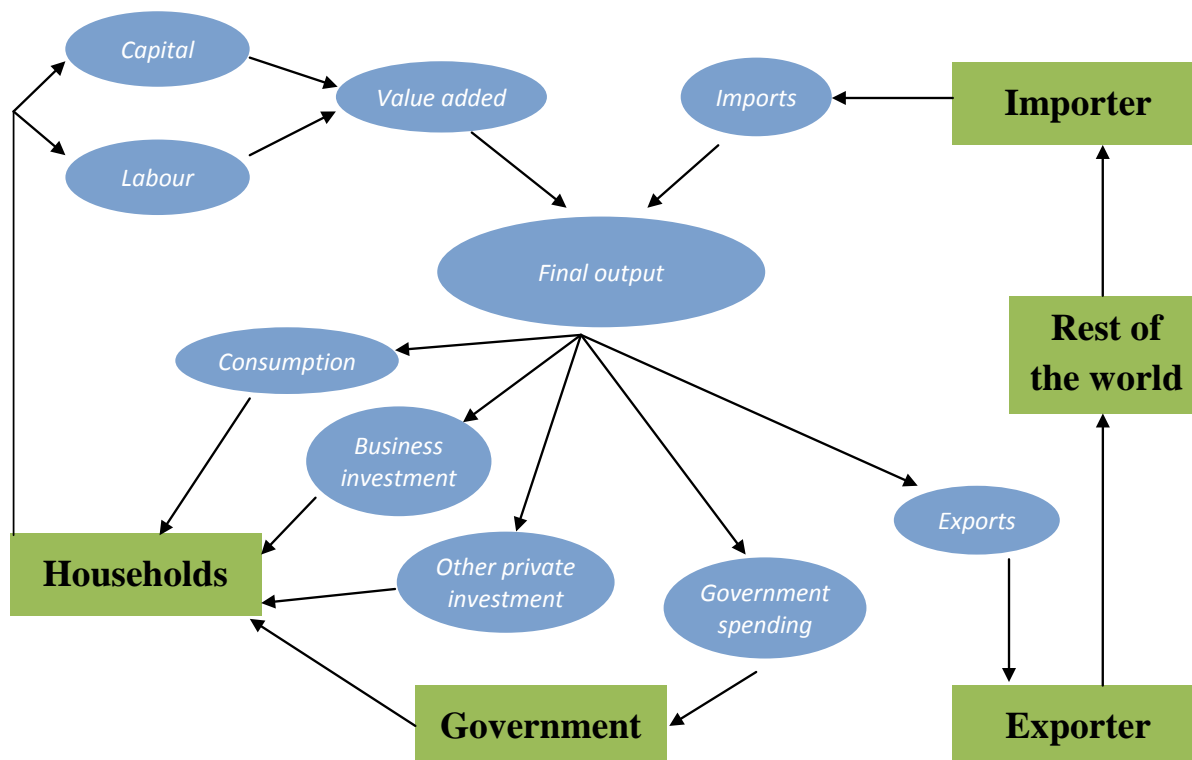 Capital
Value added
Imports
Importer
Labour
Final output
Rest of
the world
Consumption
Business
investment
Exports
Households
Other private
investment
Government
spending
Government
Exporter